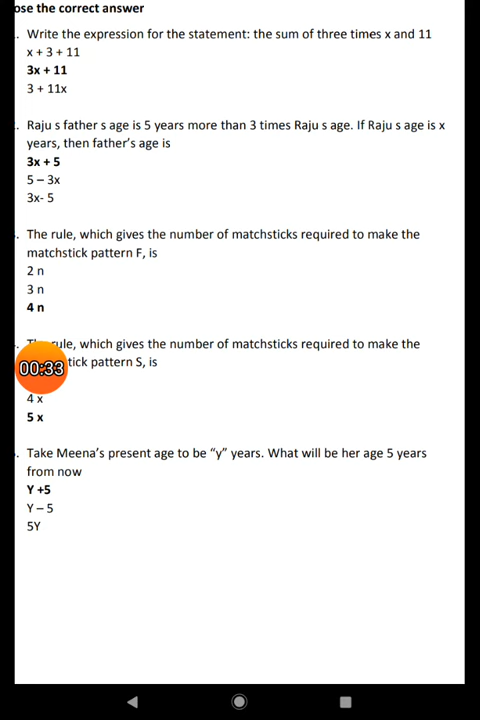 ose the correct answer
. Write the expression for the statement: the sum of three times x and 11
x + 3 + 11
3x + 11
3 + 11x
. Raju s father s age is 5 years more than 3 times Raju s age. If Raju s age is x
years, then father's age is
3x + 5
5 – 3x
3x- 5
. The rule, which gives the number of matchsticks required to make the
matchstick pattern F, is
2 n
3 n
4 n
rule, which gives the number of matchsticks required to make the
00:33 tick pattern S, is
4 x
5 x
. Take Meena's present age to be "y" years. What will be her age 5 years
from now
Y +5
Y – 5
5Y